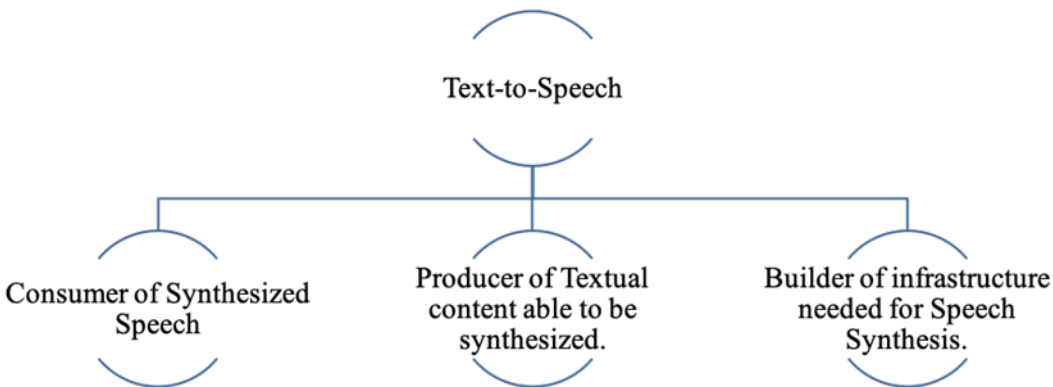 Text-to-Speech
Consumer of Synthesized
Speech
Producer of Textual
content able to be
synthesized.
Builder of infrastructure
needed for Speech
Synthesis.